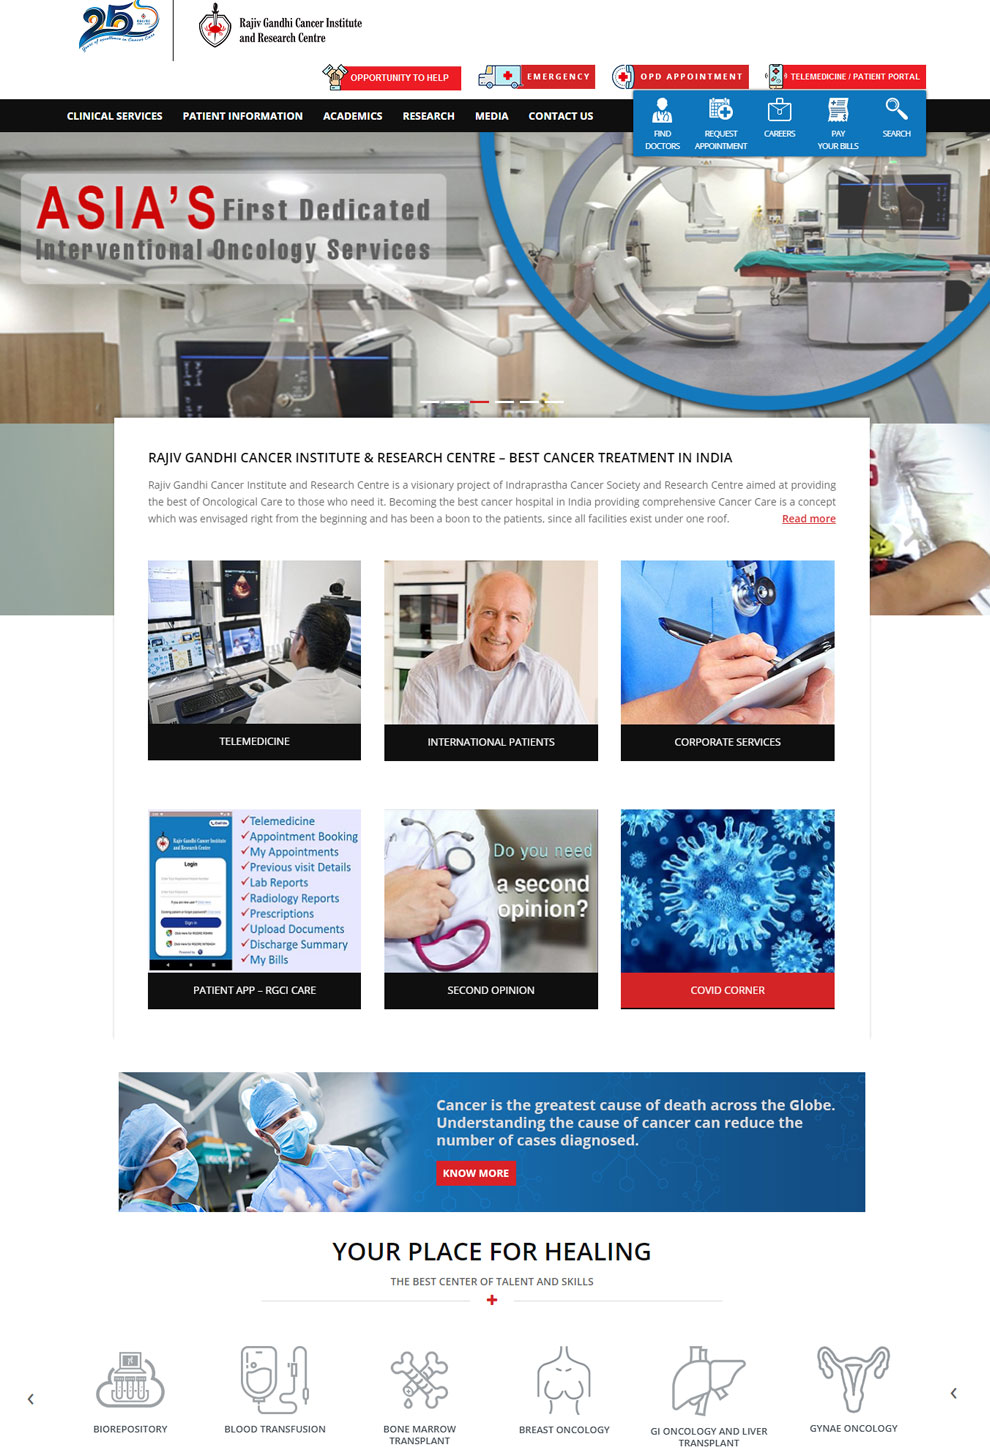 25
Years of excellence in Cancer Care
Rajiv Gandhi Cancer Institute
and Research Centre
OPPORTUNITY TO HELP
EMERGENCY
OPD APPOINTMENT
TELEMEDICINE / PATIENT PORTAL
CLINICAL SERVICES PATIENT INFORMATION ACADEMICS RESEARCH MEDIA CONTACT US
FIND
DOCTORS
REQUEST
APPOINTMENT
CAREERS
PAY
YOUR BILLS
SEARCH
ASIA'S First Dedicated
Interventional Oncology Services
RAJIV GANDHI CANCER INSTITUTE & RESEARCH CENTRE – BEST CANCER TREATMENT IN INDIA
Rajiv Gandhi Cancer Institute and Research Centre is a visionary project of Indraprastha Cancer Society and Research Centre aimed at providing
the best of Oncological Care to those who need it. Becoming the best cancer hospital in India providing comprehensive Cancer Care is a concept
which was envisaged right from the beginning and has been a boon to the patients, since all facilities exist under one roof. Read more
TELEMEDICINE
INTERNATIONAL PATIENTS
CORPORATE SERVICES
Rajiv Gandhi Cancer Institute
and Research Centre
Login
Sign in
Telemedicine
Appointment Booking
My Appointments
Previous visit Details
Lab Reports
Radiology Reports
Prescriptions
Upload Documents
Discharge Summary
My Bills
PATIENT APP – RGCI CARE
Do you need
a second
opinion?
SECOND OPINION
COVID CORNER
Cancer is the greatest cause of death across the Globe.
Understanding the cause of cancer can reduce the
number of cases diagnosed.
KNOW MORE
YOUR PLACE FOR HEALING
THE BEST CENTER OF TALENT AND SKILLS
BIOREPOSITORY
BLOOD TRANSFUSION
BONE MARROW
TRANSPLANT
BREAST ONCOLOGY
GI ONCOLOGY AND LIVER
TRANSPLANT
GYNAE ONCOLOGY